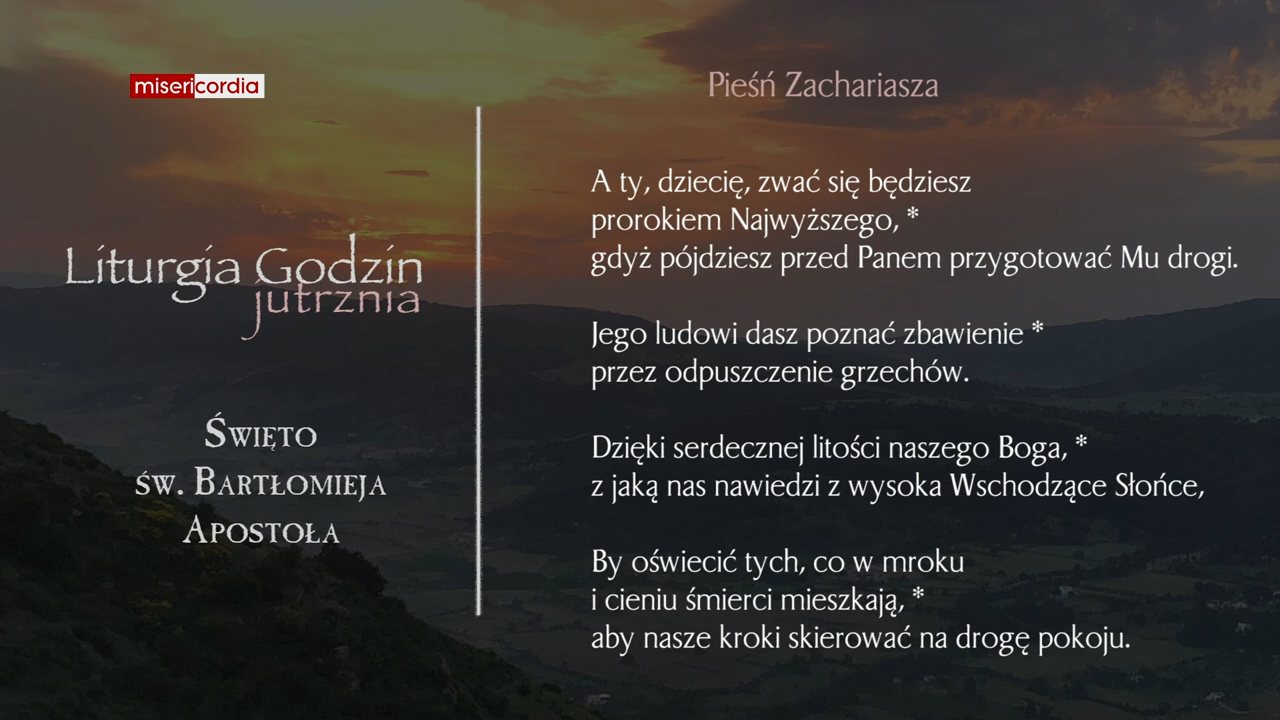 misericordia
Liturgia Godzin
jutrznia
Święto
św. Bartłomieja
Apostoła
Pieśń Zachariasza
A ty, dziecię, zwać się będziesz
prorokiem Najwyższego, *
gdyż pójdziesz przed Panem przygotować Mu drogi.
Jego ludowi dasz poznać zbawienie *
przez odpuszczenie grzechów.
Dzięki serdecznej litości naszego Boga, *
z jaką nas nawiedzi z wysoka Wschodzące Słońce,
By oświecić tych, co w mroku
i cieniu śmierci mieszkają, *
aby nasze kroki skierować na drogę pokoju.